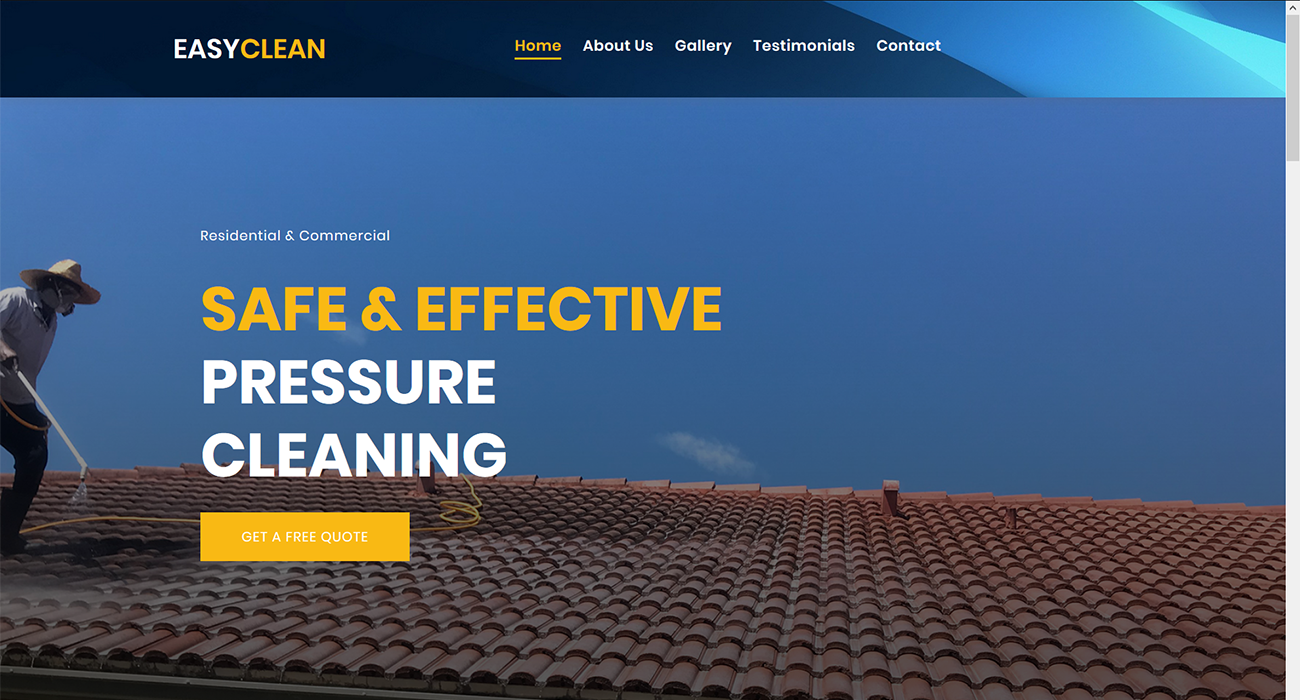 EASYCLEAN
Home About Us Gallery Testimonials Contact
Residential & Commercial
SAFE & EFFECTIVE
PRESSURE
CLEANING
GET A FREE QUOTE